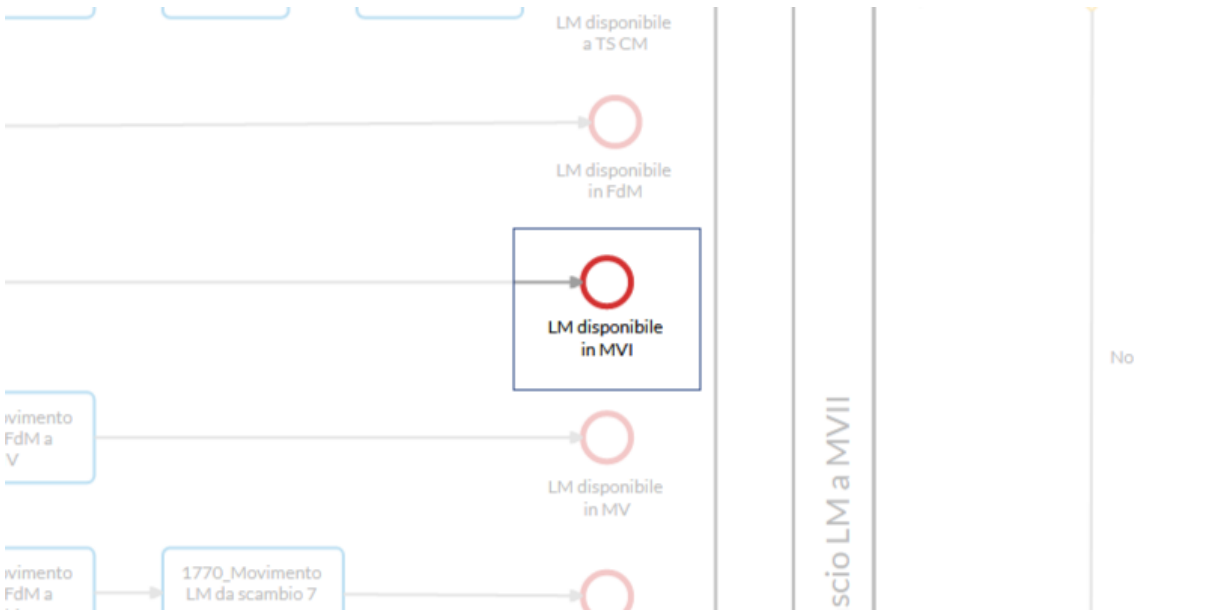 LM disponibile
a TS CM
LM disponibile
in FdM
LM disponibile
in MVI
No
vimento
FdM a
V
LM disponibile
in MV
scio LM a MVII
vimento
FdM a
1770_Movimento
LM da scambio 7